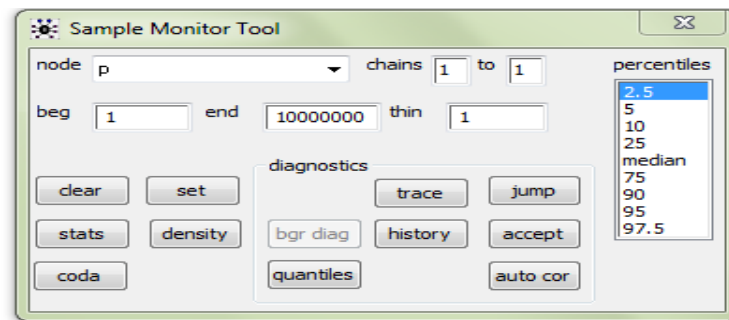 Sample Monitor Tool
node p chains 1 to 1 percentiles
beg 1 end 10000000 thin 1
2.5
5
10
25
median
75
90
95
97.5
diagnostics
clear set trace jump
stats density bgr diag history accept
coda quantiles auto cor